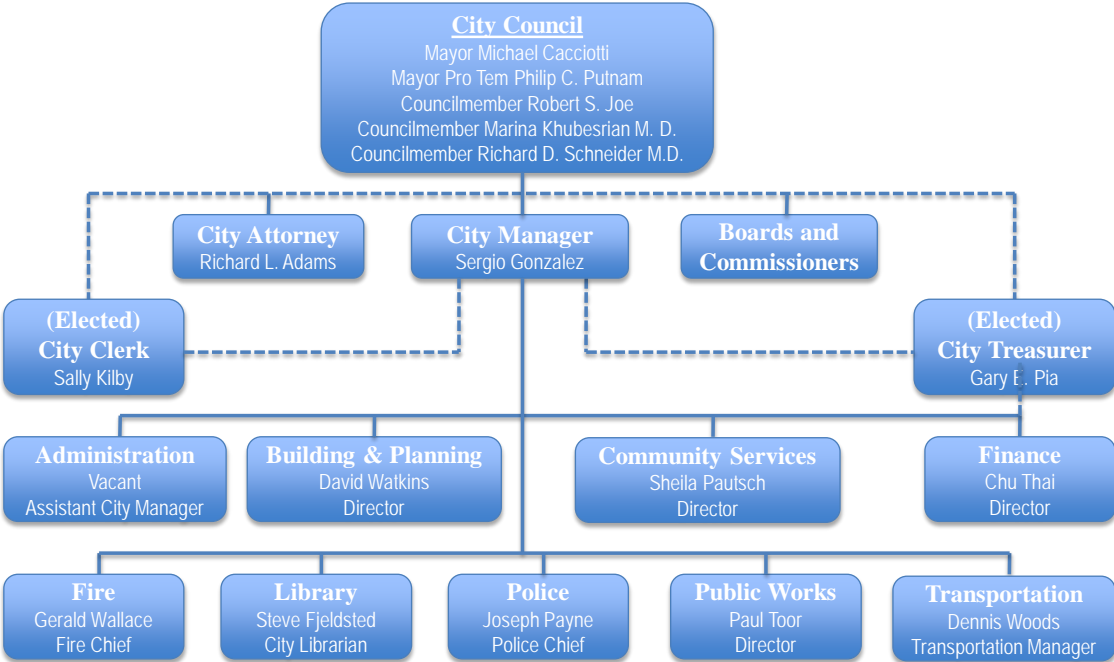 City Council
Mayor Michael Cacciotti
Mayor Pro Tem Philip C. Putnam
Councilmember Robert S. Joe
Councilmember Marina Khubesrian M. D.
Councilmember Richard D. Schneider M.D.
City Attorney
Richard L. Adams
City Manager
Sergio Gonzalez
Boards and
Commissioners
(Elected)
City Clerk
Sally Kilby
(Elected)
City Treasurer
Gary E. Pia
Administration
Vacant
Assistant City Manager
Building & Planning
David Watkins
Director
Community Services
Sheila Pautsch
Director
Finance
Chu Thai
Director
Fire
Gerald Wallace
Fire Chief
Library
Steve Fjeldsted
City Librarian
Police
Joseph Payne
Police Chief
Public Works
Paul Toor
Director
Transportation
Dennis Woods
Transportation Manager